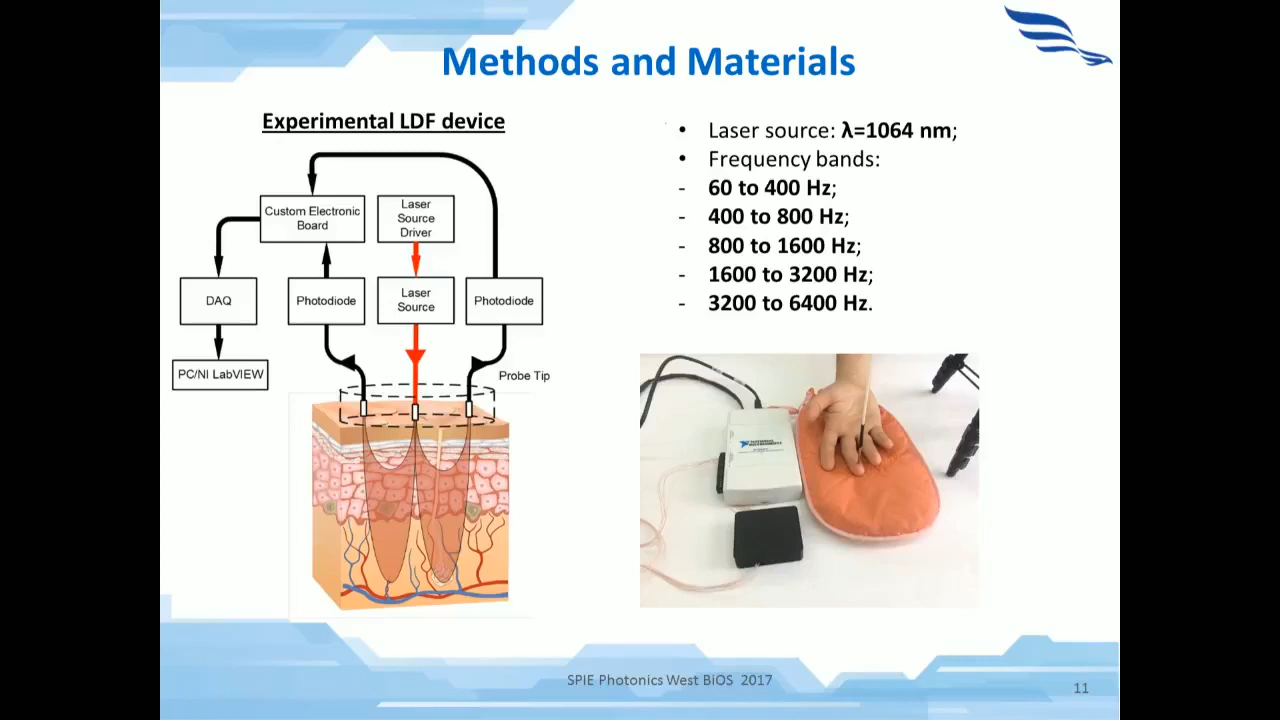 Methods and Materials
Experimental LDF device
Custom Electronic
Board
Laser
Source
Driver
DAQ
Photodiode
Laser
Source
Photodiode
PC/NI LabVIEW
Probe Tip
• Laser source: λ=1064 nm;
• Frequency bands:
- 60 to 400 Hz;
- 400 to 800 Hz;
- 800 to 1600 Hz;
- 1600 to 3200 Hz;
- 3200 to 6400 Hz.
NATIONAL
INSTRUMENTS
SPIE Photonics West BiOS 2017
11